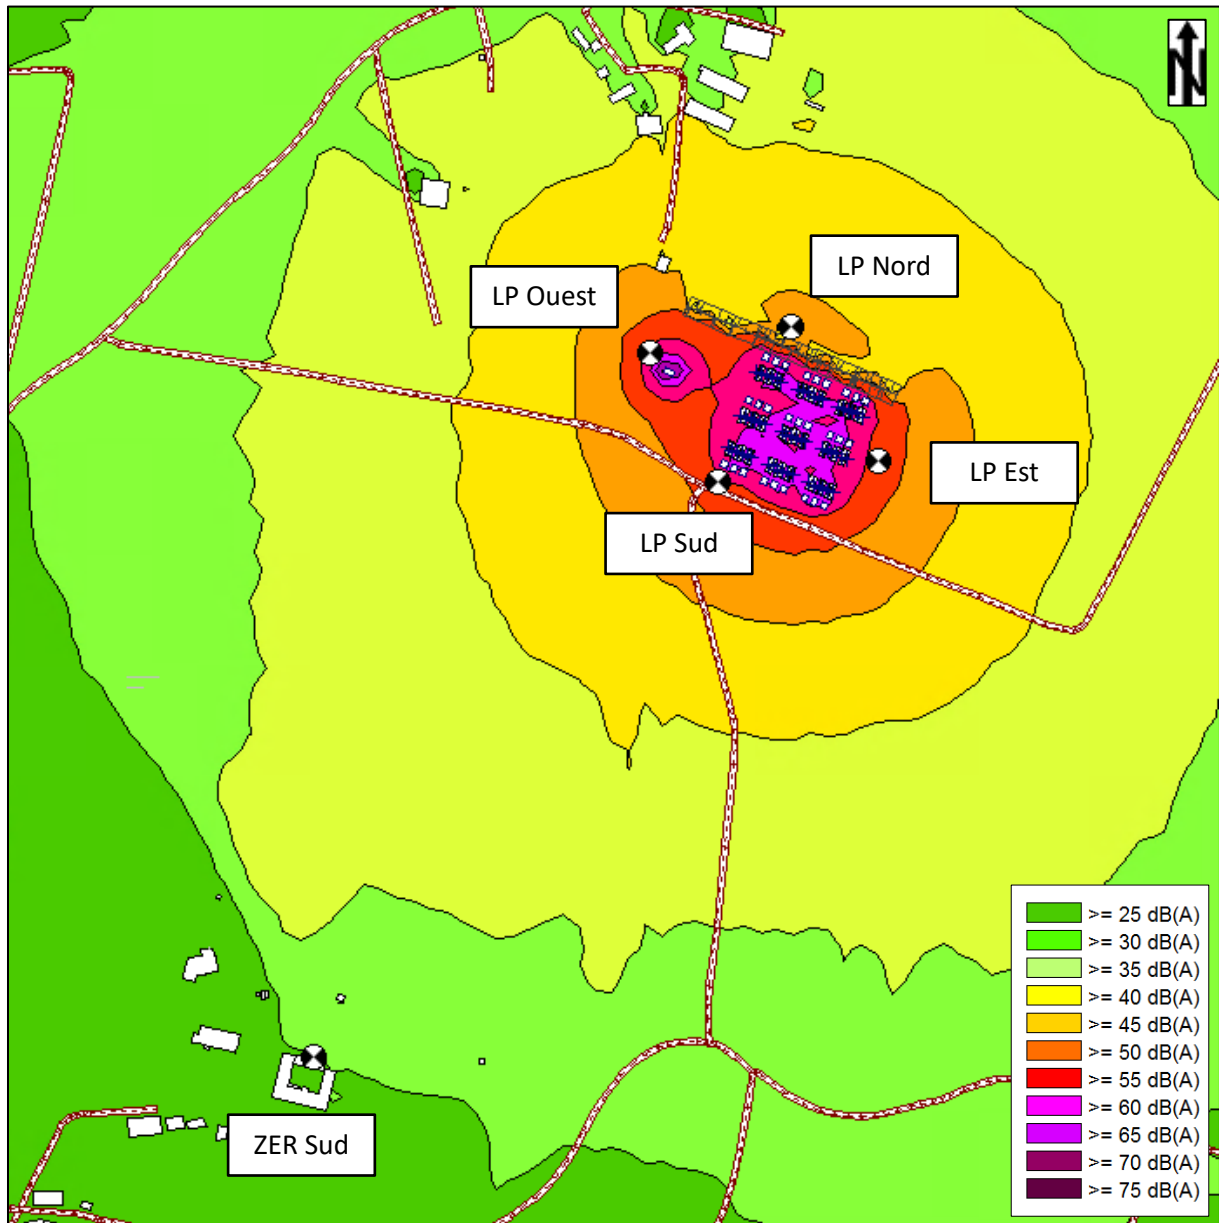 N
LP Nord
LP Ouest
LP Est
LP Sud
>= 25 dB(A)
>= 30 dB(A)
>= 35 dB(A)
>= 40 dB(A)
>= 45 dB(A)
>= 50 dB(A)
>= 55 dB(A)
>= 60 dB(A)
>= 65 dB(A)
>= 70 dB(A)
>= 75 dB(A)
ZER Sud